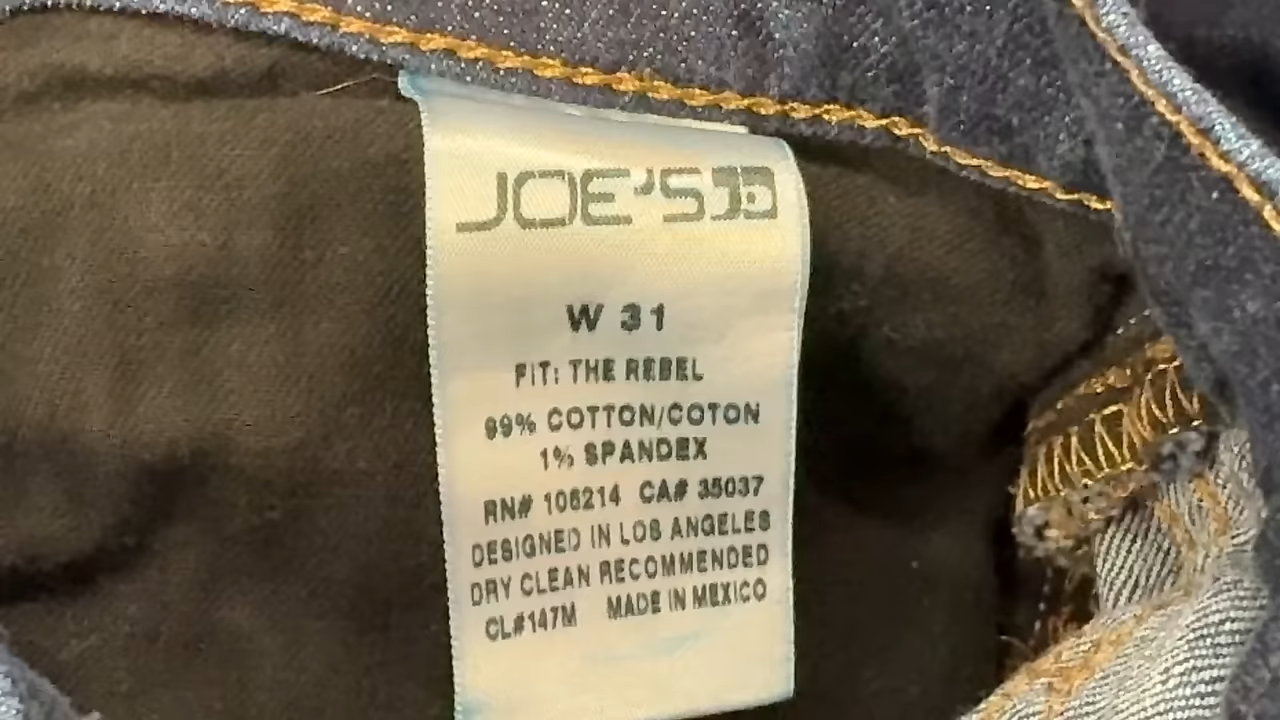 JOE'S
W 31
FIT: THE REBEL
99% COTTON/COTON
1% SPANDEX
RN# 106214 CA# 35037
DESIGNED IN LOS ANGELES
DRY CLEAN RECOMMENDED
CL#147M MADE IN MEXICO